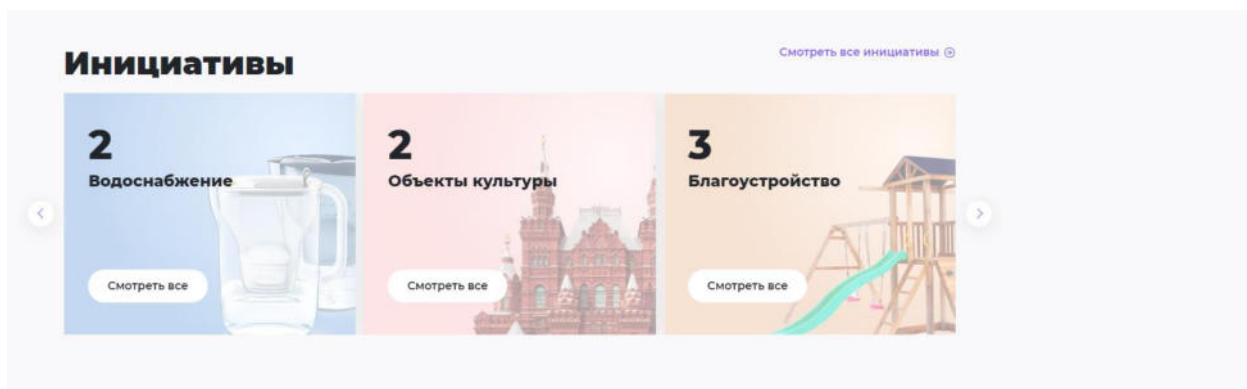 Инициативы
Смотреть все инициативы
2
Водоснабжение
Смотреть все
2
Объекты культуры
Смотреть все
3
Благоустройство
Смотреть все